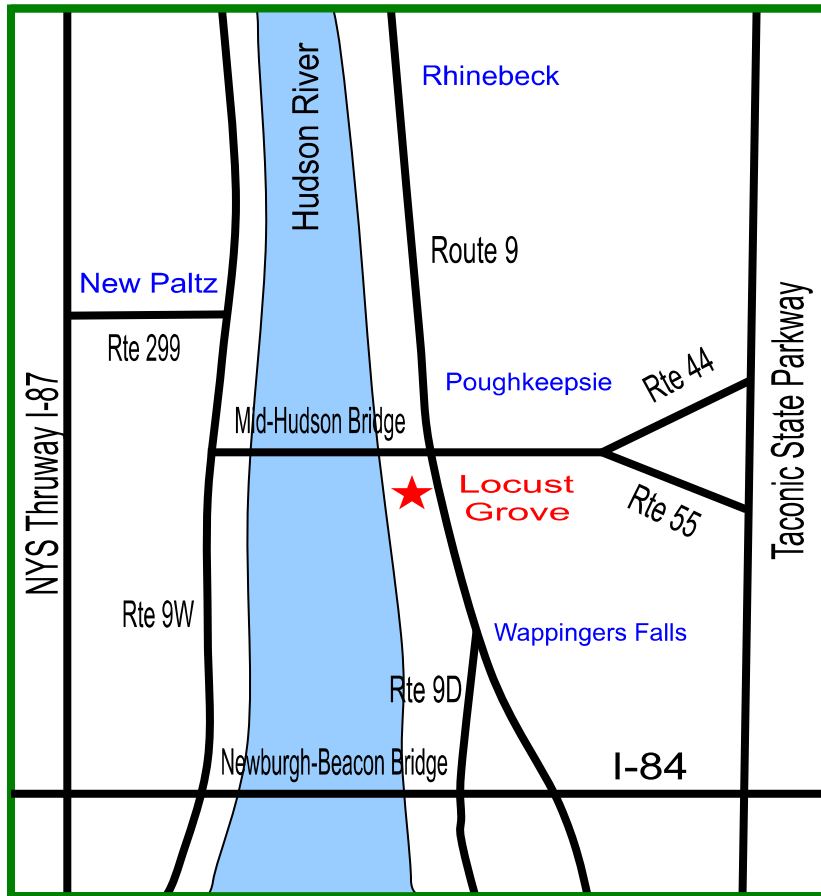 Hudson River
Rhinebeck
Route 9
New Paltz
Rte 299
Taconic State Parkway
NYS Thruway I-87
Poughkeepsie
Rte 44
Mid-Hudson Bridge
Locust
Grove
Rte 55
Rte 9W
Wappingers Falls
Rte 9D
Newburgh-Beacon Bridge
I-84